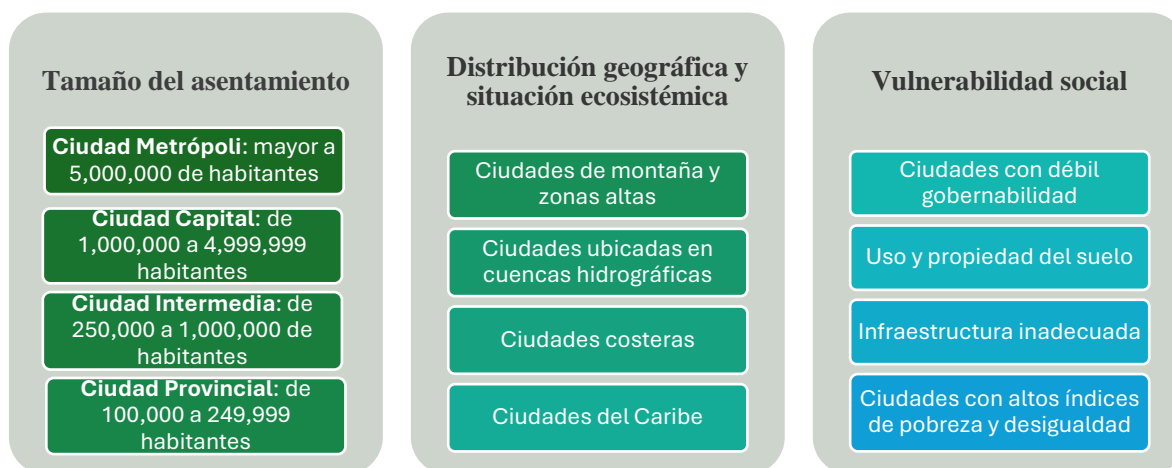 Tamaño del asentamiento
Ciudad Metrópoli: mayor a
5,000,000 de habitantes
Ciudad Capital: de
1,000,000 a 4,999,999
habitantes
Ciudad Intermedia: de
250,000 a 1,000,000 de
habitantes
Ciudad Provincial: de
100,000 a 249,999
habitantes
Distribución geográfica y
situación ecosistémica
Ciudades de montaña y
zonas altas
Ciudades ubicadas en
cuencas hidrográficas
Ciudades costeras
Ciudades del Caribe
Vulnerabilidad social
Ciudades con débil
gobernabilidad
Uso y propiedad del suelo
Infraestructura inadecuada
Ciudades con altos índices
de pobreza y desigualdad